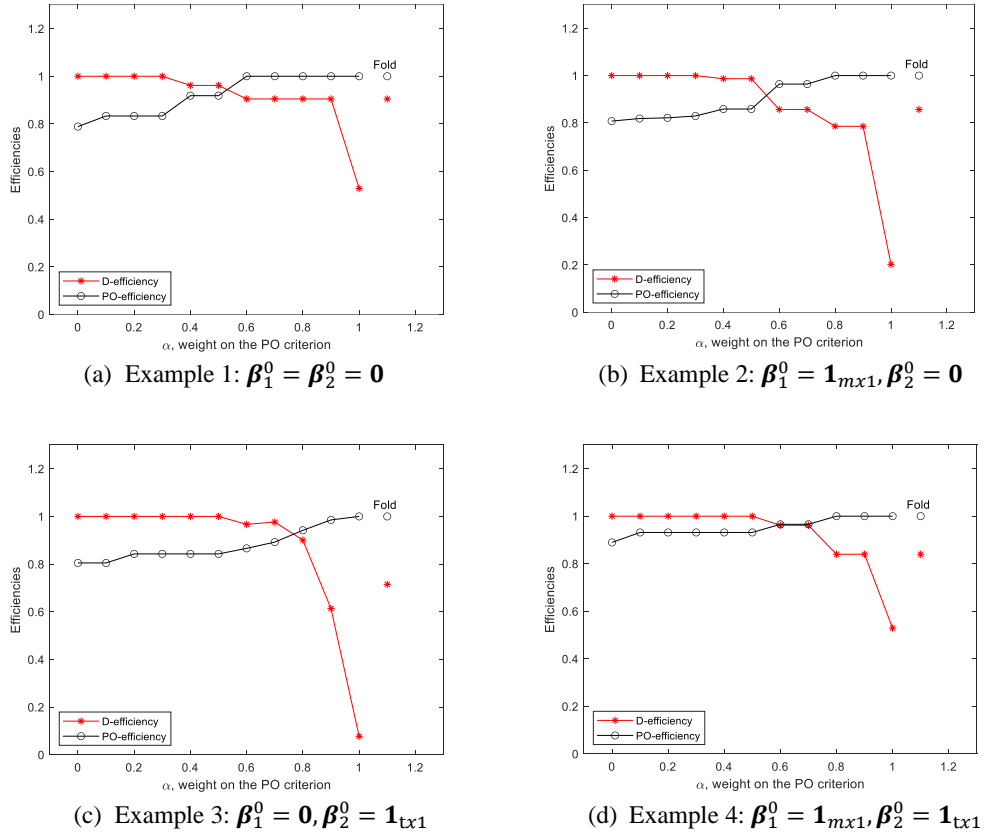 1.2
1
0.8
0.6
0.4
0.2
0
Efficiencies
Fold
D-efficiency
PO-efficiency
0 0.2 0.4 0.6 0.8 1 1.2
α, weight on the PO criterion
(a) Example 1: 𝜷₁⁰ = 𝜷₂⁰ = 𝟎
1.2
1
0.8
0.6
0.4
0.2
0
Efficiencies
Fold
D-efficiency
PO-efficiency
0 0.2 0.4 0.6 0.8 1 1.2
α, weight on the PO criterion
(b) Example 2: 𝜷₁⁰ = 𝟏ₘₓ₁, 𝜷₂⁰ = 𝟎
1.2
1
0.8
0.6
0.4
0.2
0
Efficiencies
Fold
D-efficiency
PO-efficiency
0 0.2 0.4 0.6 0.8 1 1.2
α, weight on the PO criterion
(c) Example 3: 𝜷₁⁰ = 𝟎, 𝜷₂⁰ = 𝟏ₜₓ₁
1.2
1
0.8
0.6
0.4
0.2
0
Efficiencies
Fold
D-efficiency
PO-efficiency
0 0.2 0.4 0.6 0.8 1 1.2
α, weight on the PO criterion
(d) Example 4: 𝜷₁⁰ = 𝟏ₘₓ₁, 𝜷₂⁰ = 𝟏ₜₓ₁